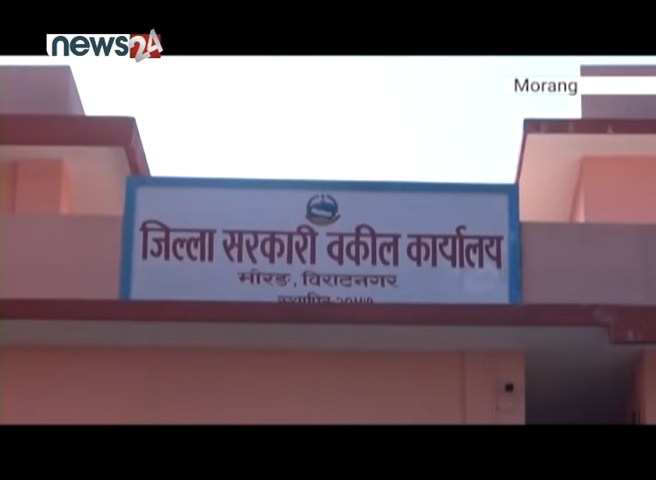 news24
Morang
जिल्ला सरकारी वकील कार्यालय
मोरङ, विराटनगर